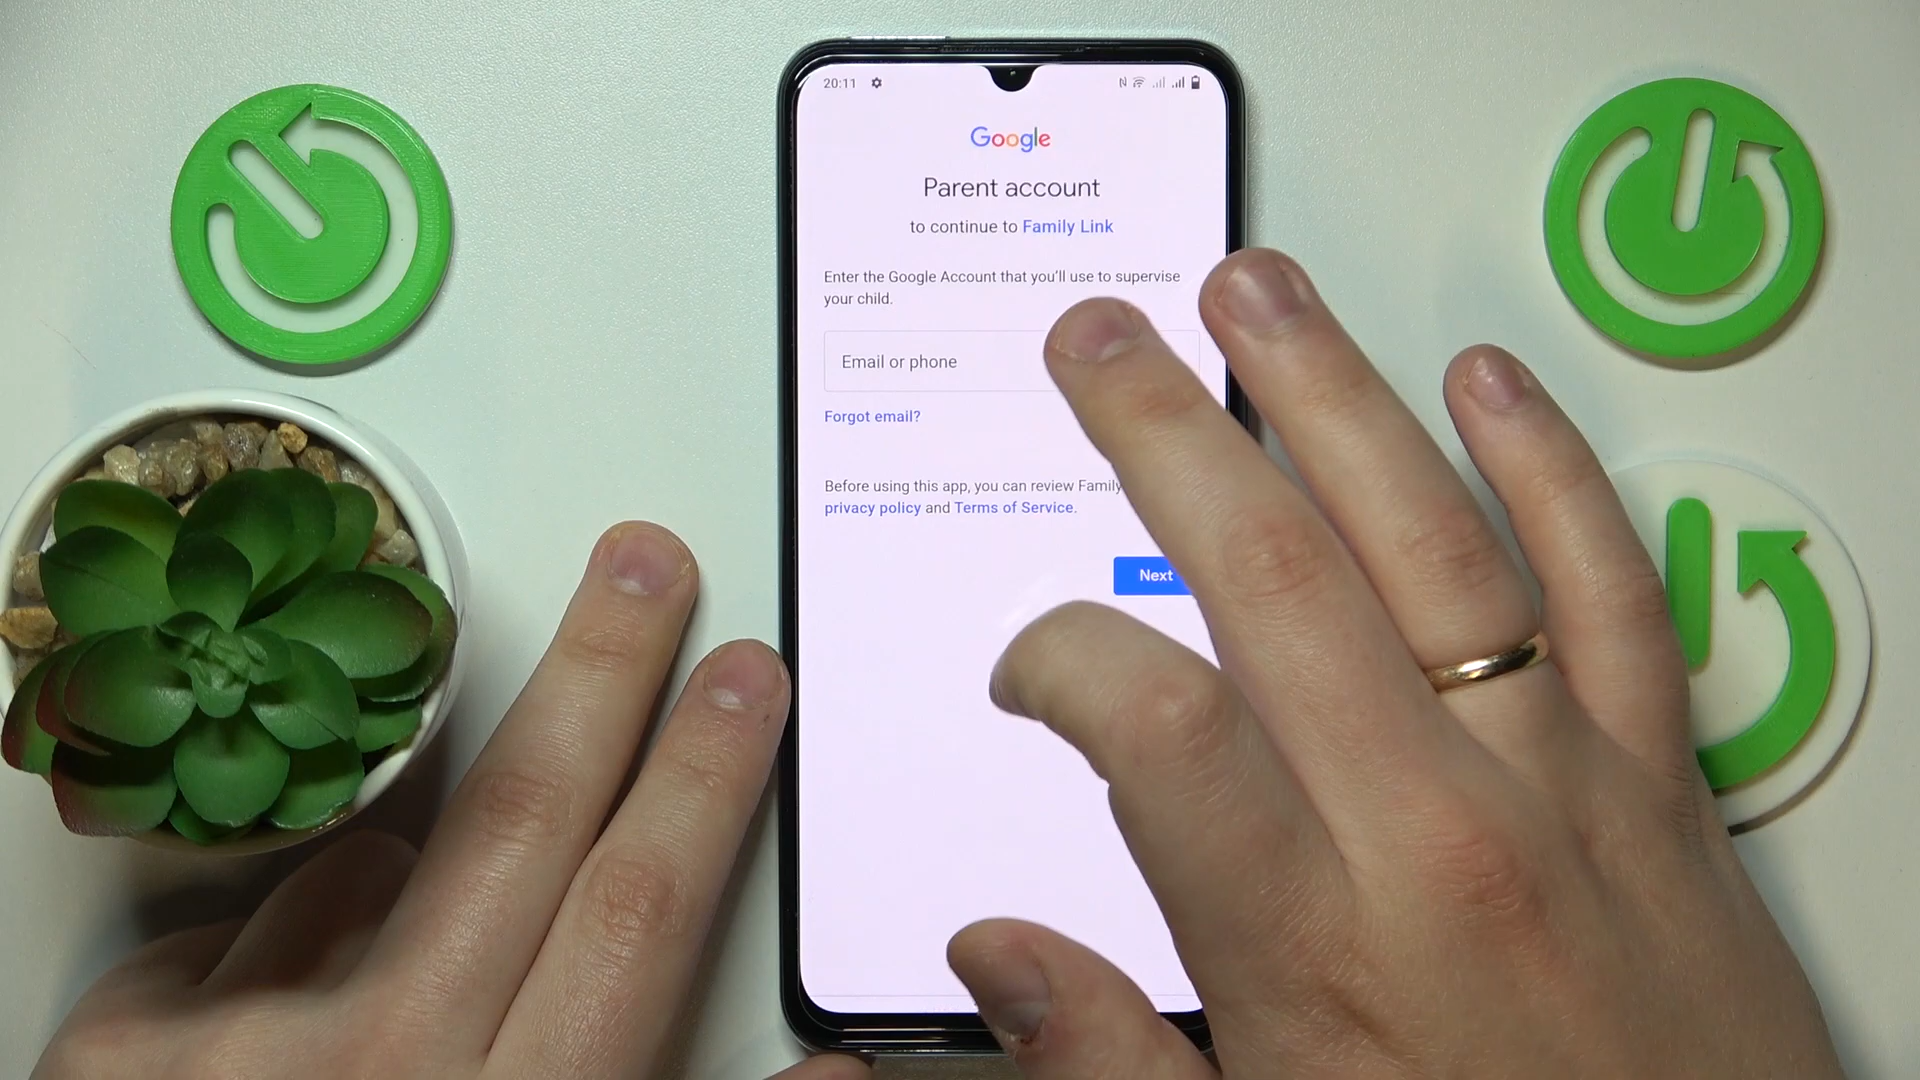 20:11
Google
Parent account
to continue to Family Link
Enter the Google Account that you'll use to supervise
your child.
Email or phone
Forgot email?
Before using this app, you can review Family
privacy policy and Terms of Service.
Next